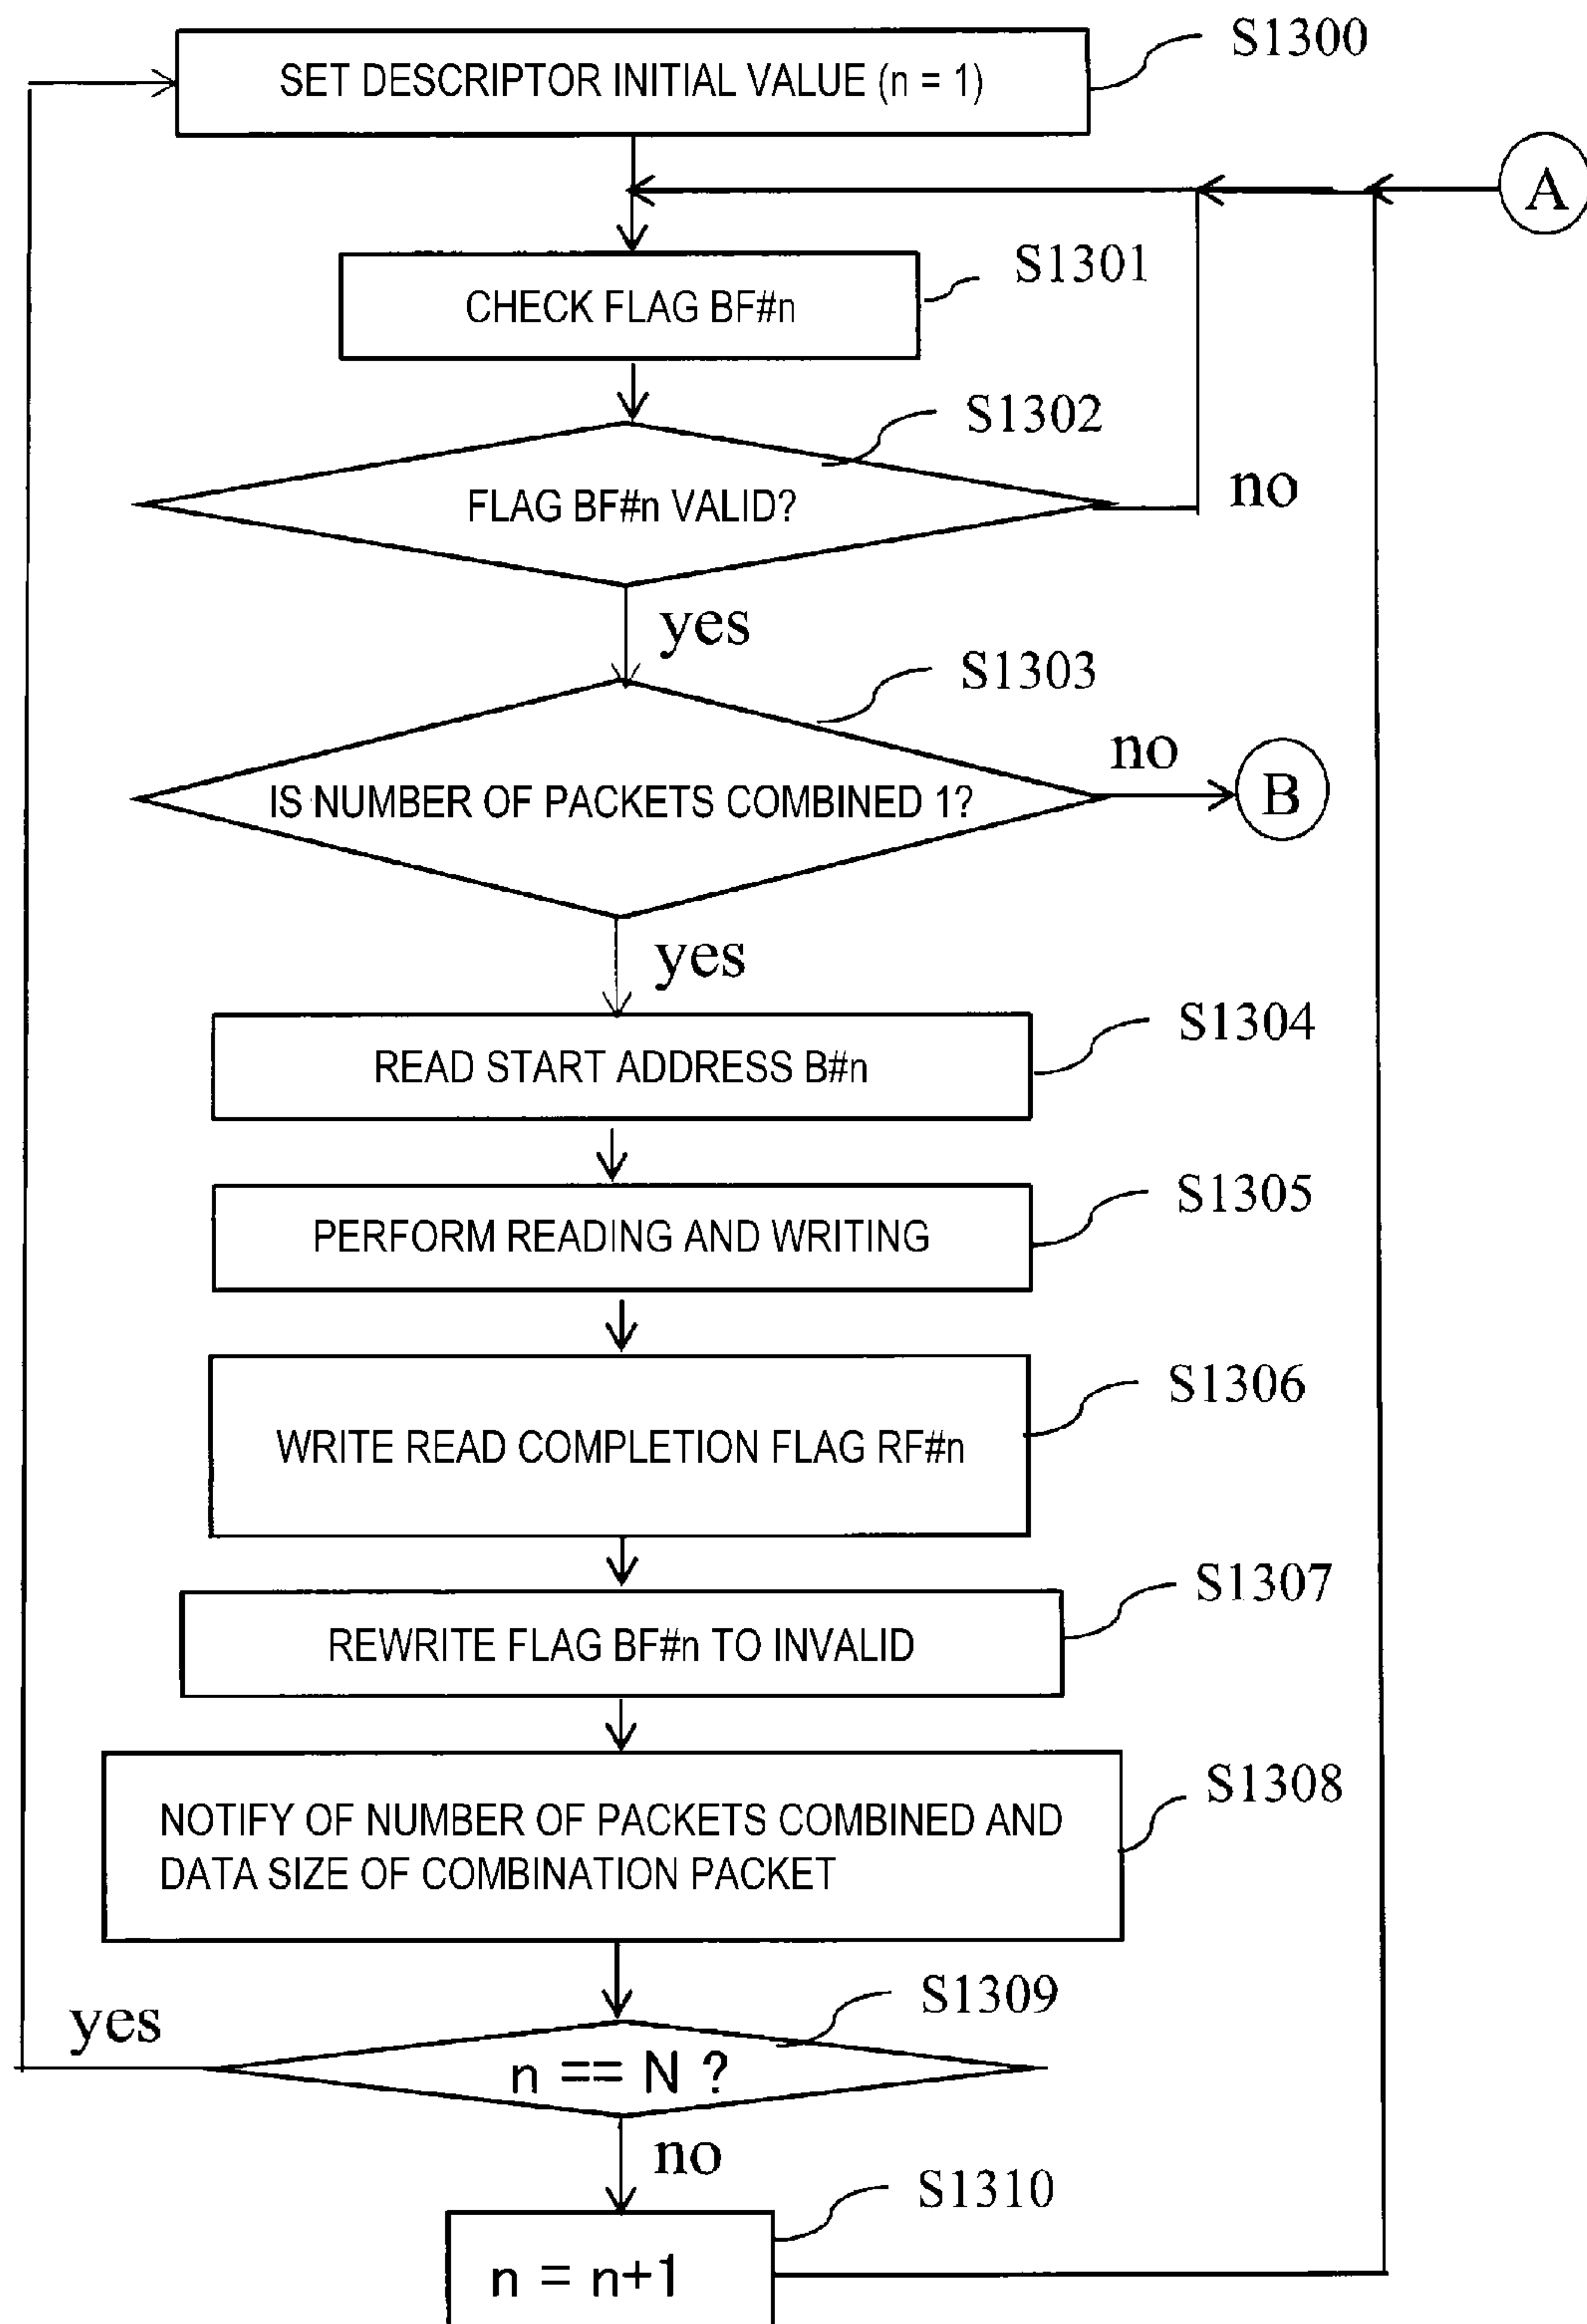 S1300
SET DESCRIPTOR INITIAL VALUE (n = 1)
A
S1301
CHECK FLAG BF#n
S1302
FLAG BF#n VALID?
no
yes
S1303
IS NUMBER OF PACKETS COMBINED 1?
no
B
yes
S1304
READ START ADDRESS B#n
S1305
PERFORM READING AND WRITING
S1306
WRITE READ COMPLETION FLAG RF#n
S1307
REWRITE FLAG BF#n TO INVALID
S1308
NOTIFY OF NUMBER OF PACKETS COMBINED AND
DATA SIZE OF COMBINATION PACKET
S1309
yes
n == N ?
no
S1310
n = n+1